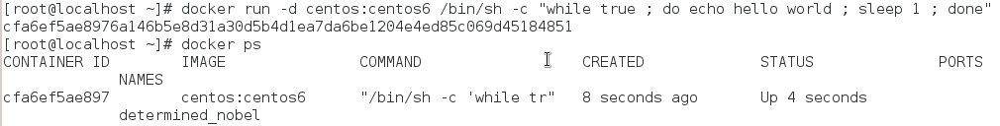 [root@localhost ~]# docker run -d centos:centos6 /bin/sh -c "while true ; do echo hello world ; sleep 1 ; done"
cfa6ef5ae8976a146b5e8d31a30d5b4d1ea7da6be1204e4ed85c069d45184851
[root@localhost ~]# docker ps
CONTAINER ID        IMAGE               COMMAND                  CREATED             STATUS              PORTS
             NAMES
cfa6ef5ae897        centos:centos6      "/bin/sh -c 'while tr"   8 seconds ago       Up 4 seconds
             determined_nobel